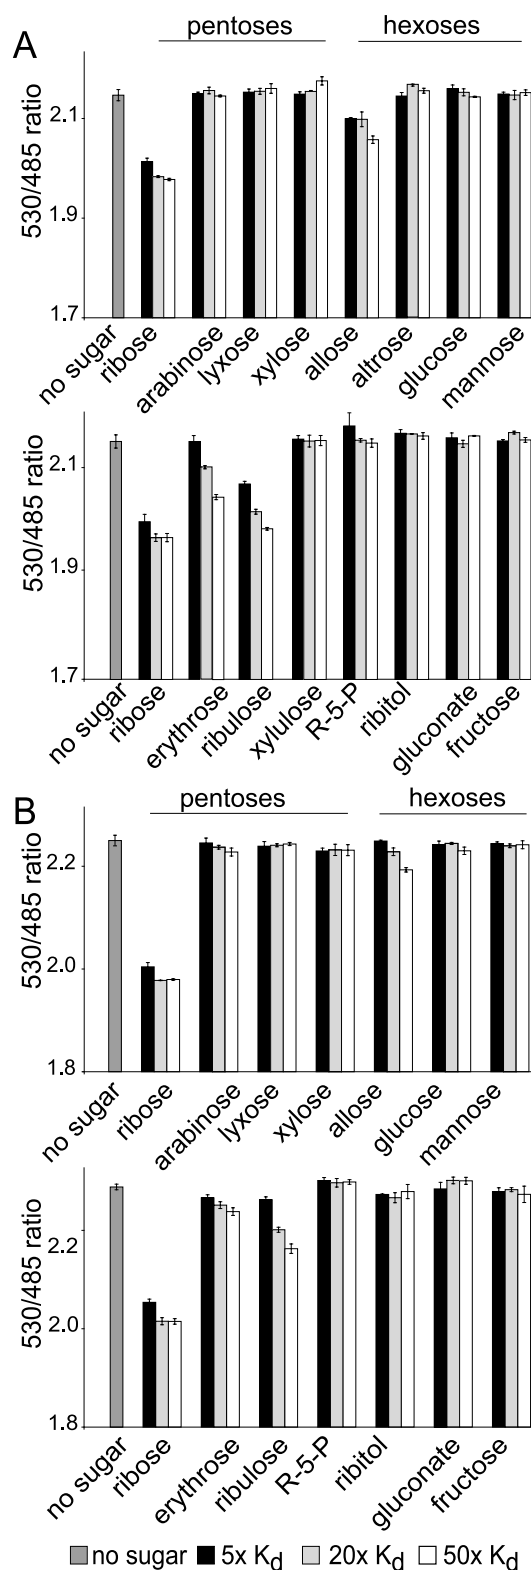 A
pentoses hexoses
530/485 ratio
2.1
1.9
1.7
no sugar ribose arabinose lyxose xylose allose altrose glucose mannose
530/485 ratio
2.1
1.9
1.7
no sugar ribose erythrose ribulose xylulose R-5-P ribitol gluconate fructose
B
pentoses hexoses
530/485 ratio
2.2
2.0
1.8
no sugar ribose arabinose lyxose xylose allose glucose mannose
530/485 ratio
2.2
2.0
1.8
no sugar ribose erythrose ribulose R-5-P ribitol gluconate fructose
no sugar 5x Kd 20x Kd 50x Kd